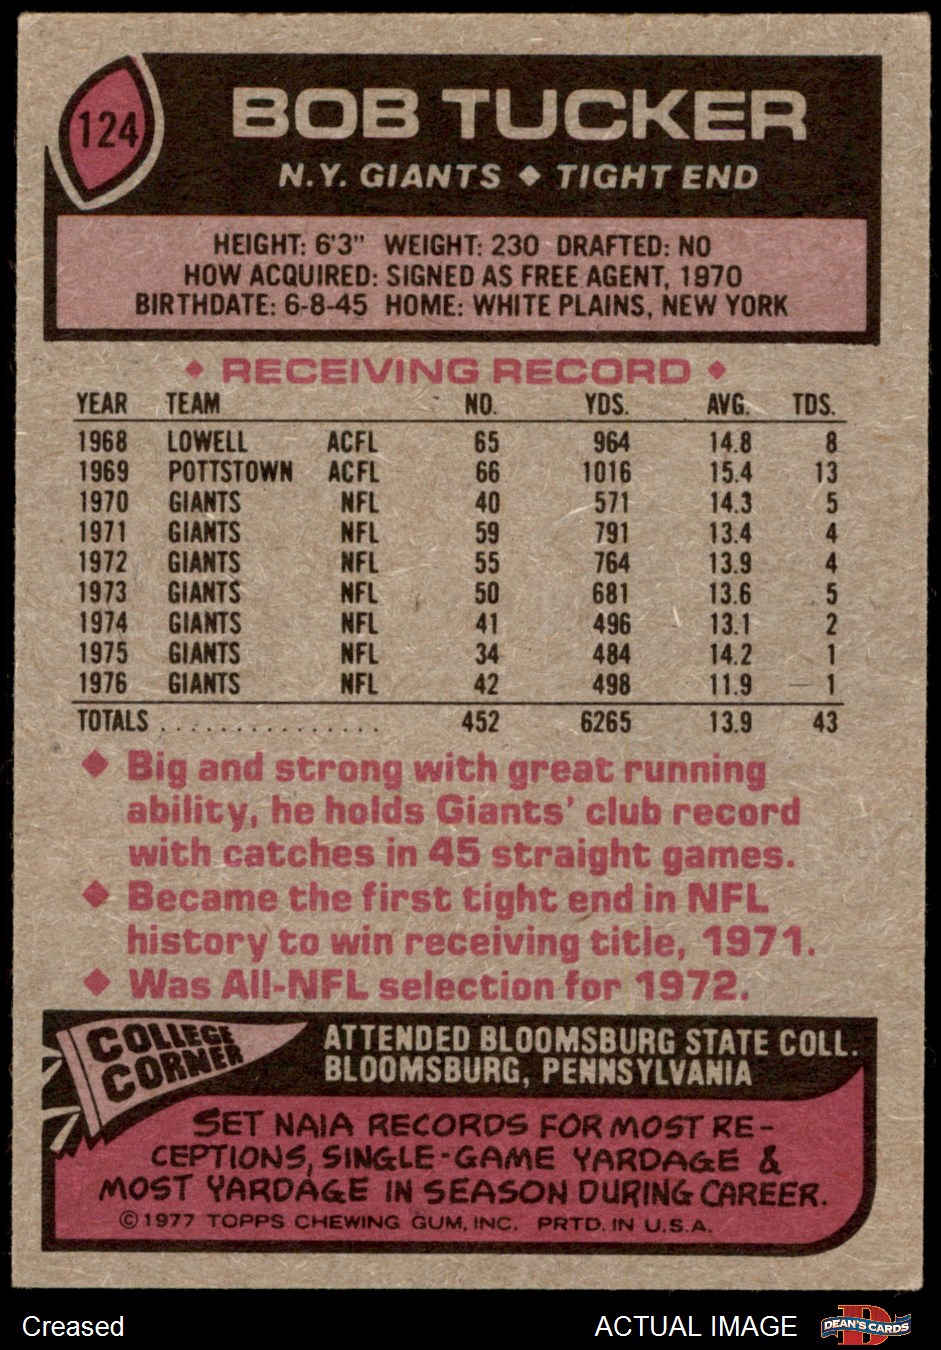 124
BOB TUCKER
N.Y. GIANTS ♦ TIGHT END
HEIGHT: 6'3" WEIGHT: 230 DRAFTED: NO
HOW ACQUIRED: SIGNED AS FREE AGENT, 1970
BIRTHDATE: 6-8-45 HOME: WHITE PLAINS, NEW YORK
♦ RECEIVING RECORD ♦
YEAR TEAM NO. YDS. AVG. TDS.
1968 LOWELL ACFL 65 964 14.8 8
1969 POTTSTOWN ACFL 66 1016 15.4 13
1970 GIANTS NFL 40 571 14.3 5
1971 GIANTS NFL 59 791 13.4 4
1972 GIANTS NFL 55 764 13.9 4
1973 GIANTS NFL 50 681 13.6 5
1974 GIANTS NFL 41 496 13.1 2
1975 GIANTS NFL 34 484 14.2 1
1976 GIANTS NFL 42 498 11.9 1
TOTALS ............... 452 6265 13.9 43
♦ Big and strong with great running
ability, he holds Giants' club record
with catches in 45 straight games.
♦ Became the first tight end in NFL
history to win receiving title, 1971.
♦ Was All-NFL selection for 1972.
COLLEGE
CORNER
ATTENDED BLOOMSBURG STATE COLL.
BLOOMSBURG, PENNSYLVANIA
SET NAIA RECORDS FOR MOST RE-
CEPTIONS, SINGLE-GAME YARDAGE &
MOST YARDAGE IN SEASON DURING CAREER.
©1977 TOPPS CHEWING GUM, INC. PRTD. IN U.S.A.
Creased ACTUAL IMAGE
D
DEAN'S CARDS